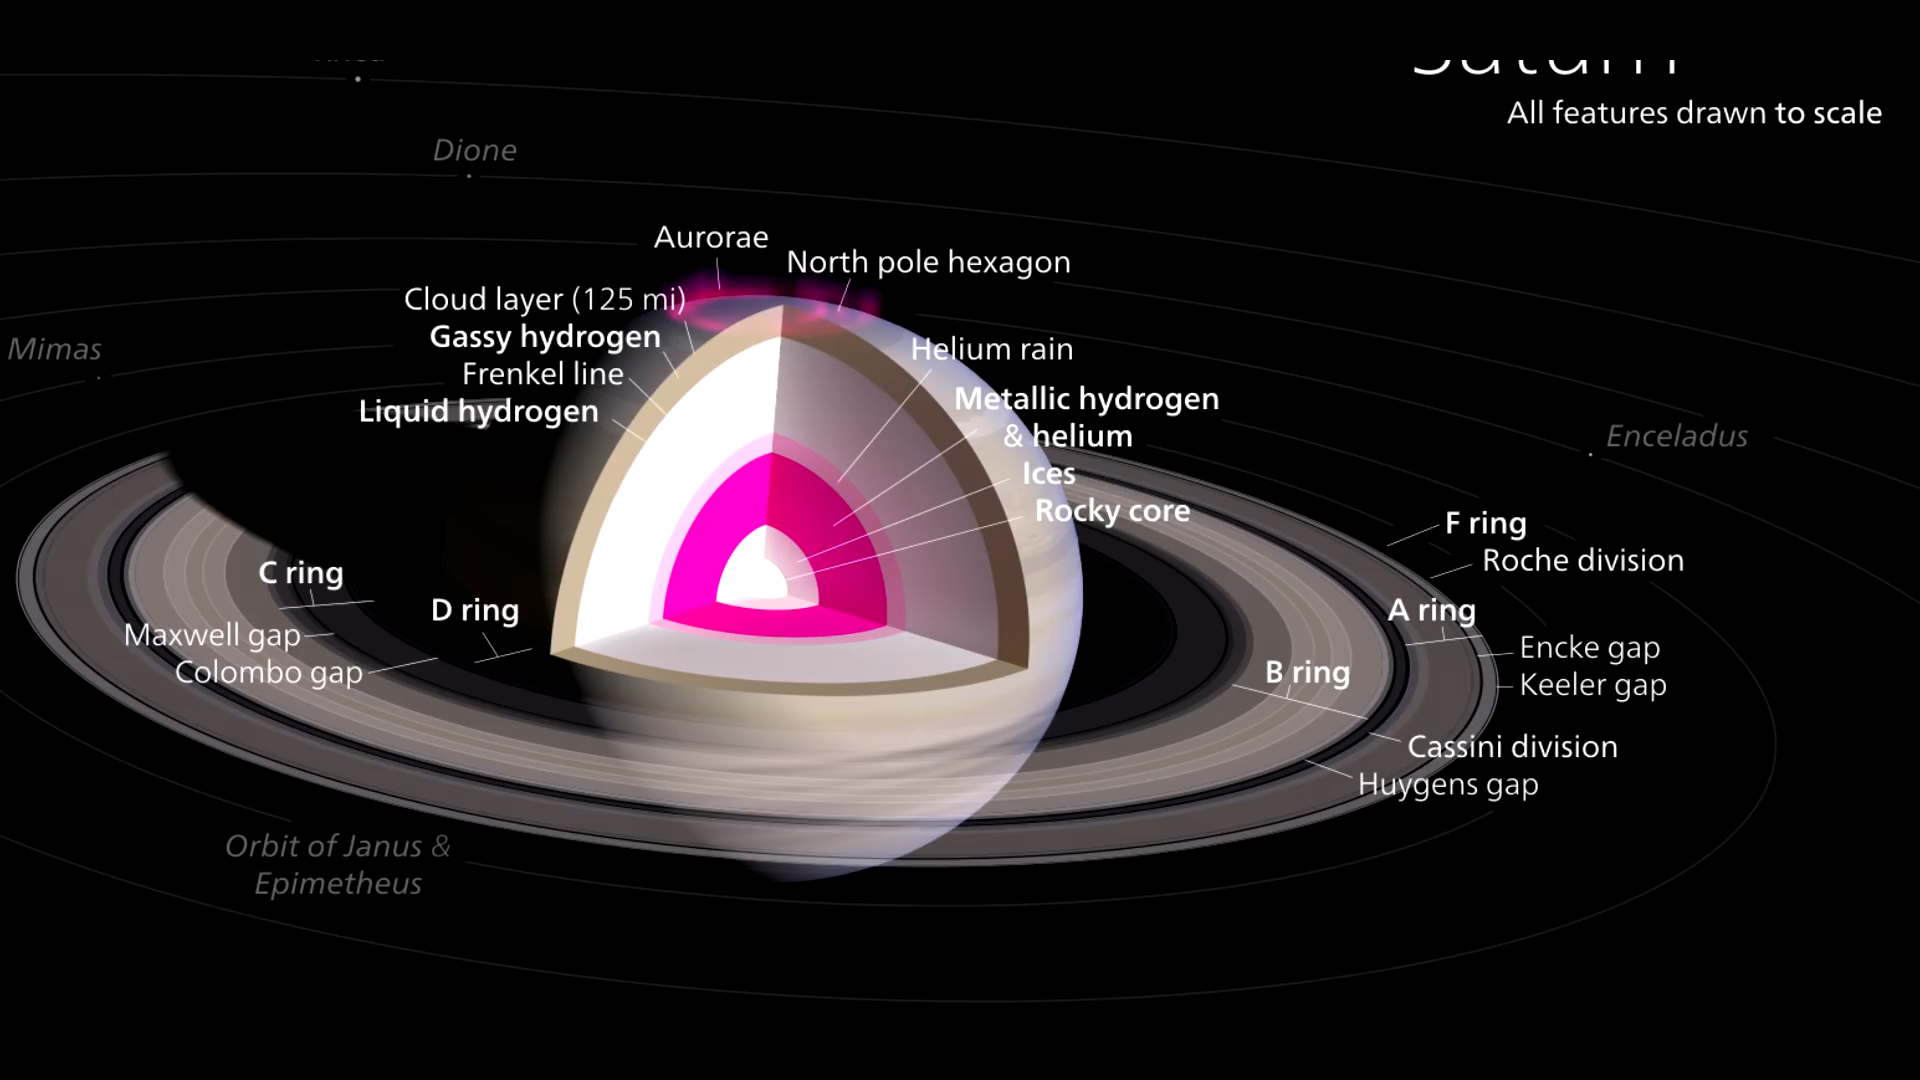 All features drawn to scale
Dione
Aurorae
North pole hexagon
Cloud layer (125 mi)
Gassy hydrogen
Frenkel line
Liquid hydrogen
Mimas
Helium rain
Metallic hydrogen
& helium
Ices
Rocky core
Enceladus
F ring
Roche division
A ring
Encke gap
Keeler gap
B ring
Cassini division
Huygens gap
C ring
D ring
Maxwell gap
Colombo gap
Orbit of Janus &
Epimetheus